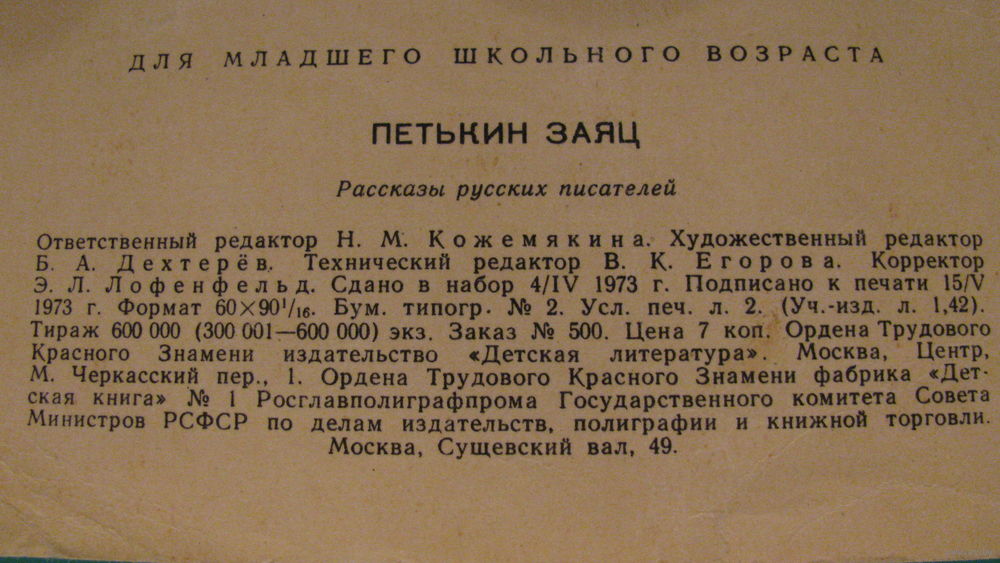 ДЛЯ МЛАДШЕГО ШКОЛЬНОГО ВОЗРАСТА
ПЕТЬКИН ЗАЯЦ
Рассказы русских писателей
Ответственный редактор Н. М. Кожемякина. Художественный редактор
Б. А. Дехтерёв. Технический редактор В. К. Егорова. Корректор
Э. Л. Лофенфельд. Сдано в набор 4/IV 1973 г. Подписано к печати 15/V
1973 г. Формат 60×90¹/₁₆. Бум. типогр. № 2. Усл. печ. л. 2. (Уч.-изд. л. 1,42).
Тираж 600 000 (300 001—600 000) экз. Заказ № 500. Цена 7 коп. Ордена Трудового
Красного Знамени издательство «Детская литература». Москва, Центр,
М. Черкасский пер., 1. Ордена Трудового Красного Знамени фабрика «Дет-
ская книга» № 1 Росглавполиграфпрома Государственного комитета Совета
Министров РСФСР по делам издательств, полиграфии и книжной торговли.
Москва, Сущевский вал, 49.